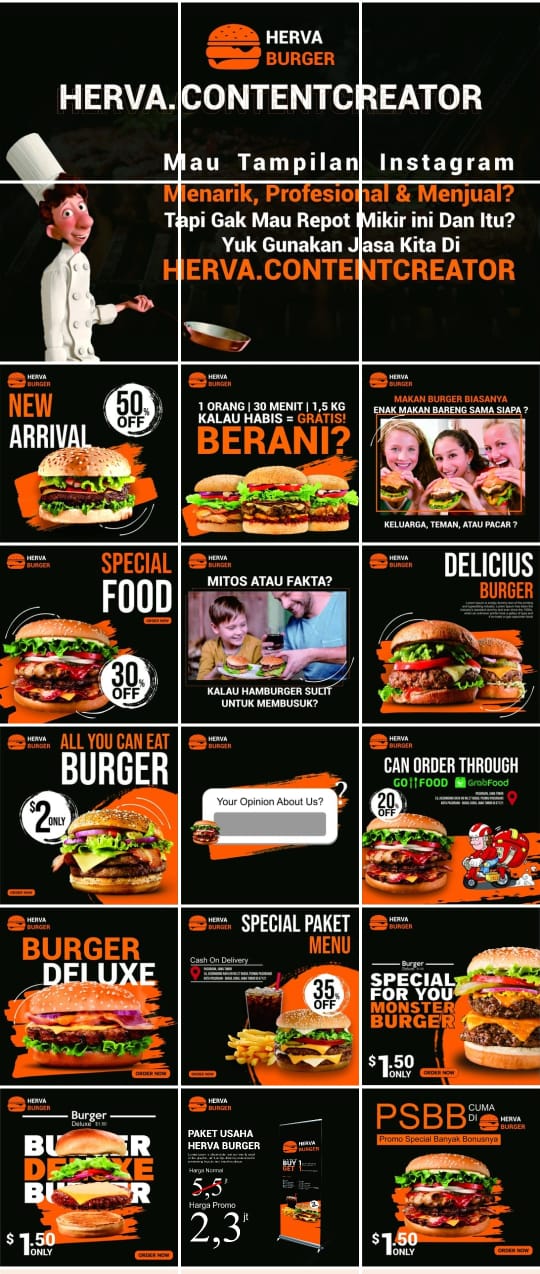 HERVA
BURGER
HERVA.CONTENTCREATOR
Mau Tampilan Instagram
Menarik, Profesional & Menjual?
Tapi Gak Mau Repot Mikir ini Dan Itu?
Yuk Gunakan Jasa Kita Di
HERVA.CONTENTCREATOR
HERVA
BURGER
NEW
ARRIVAL
50%
OFF
HERVA
BURGER
1 ORANG | 30 MENIT | 1,5 KG
KALAU HABIS = GRATIS!
BERANI?
HERVA
BURGER
MAKAN BURGER BIASANYA
ENAK MAKAN BARENG SAMA SIAPA ?
KELUARGA, TEMAN, ATAU PACAR ?
HERVA
BURGER
SPECIAL
FOOD
ORDER NOW
30%
OFF
HERVA
BURGER
MITOS ATAU FAKTA?
KALAU HAMBURGER SULIT
UNTUK MEMBUSUK?
HERVA
BURGER
DELICIUS
BURGER
HERVA
BURGER
ALL YOU CAN EAT
BURGER
$2 ONLY
ORDER NOW
HERVA
BURGER
Your Opinion About Us?
?
HERVA
BURGER
CAN ORDER THROUGH
GO FOOD GrabFood
20%
OFF
HERVA
BURGER
BURGER
DELUXE
ORDER NOW
HERVA
BURGER
SPECIAL PAKET
MENU
Cash On Delivery
35%
OFF
ORDER NOW
HERVA
BURGER
Burger
Deluxe
SPECIAL
FOR YOU
MONSTER
BURGER
$1.50
ONLY
ORDER NOW
HERVA
BURGER
Burger
Deluxe $1.50
BURGER
DELUXE
BURGER
$1.50
ONLY
ORDER NOW
HERVA
BURGER
PAKET USAHA
HERVA BURGER
Harga Normal
5,5 jt
Harga Promo
2,3 jt
HERVA
BURGER
BUY 1
GET 1
PSBB CUMA
DI
HERVA
BURGER
Promo Special Banyak Bonusnya
$1.50
ONLY
ORDER NOW